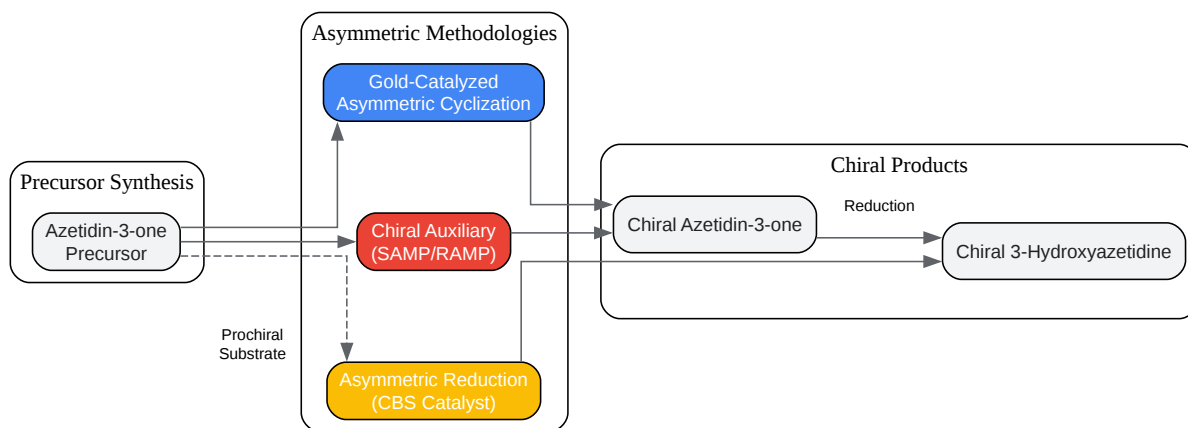 Asymmetric Methodologies
Gold-Catalyzed
Asymmetric Cyclization
Precursor Synthesis
Azetidin-3-one
Precursor
Chiral Auxiliary
(SAMP/RAMP)
Prochiral
Substrate
Asymmetric Reduction
(CBS Catalyst)
Chiral Products
Chiral Azetidin-3-one
Reduction
Chiral 3-Hydroxyazetidine